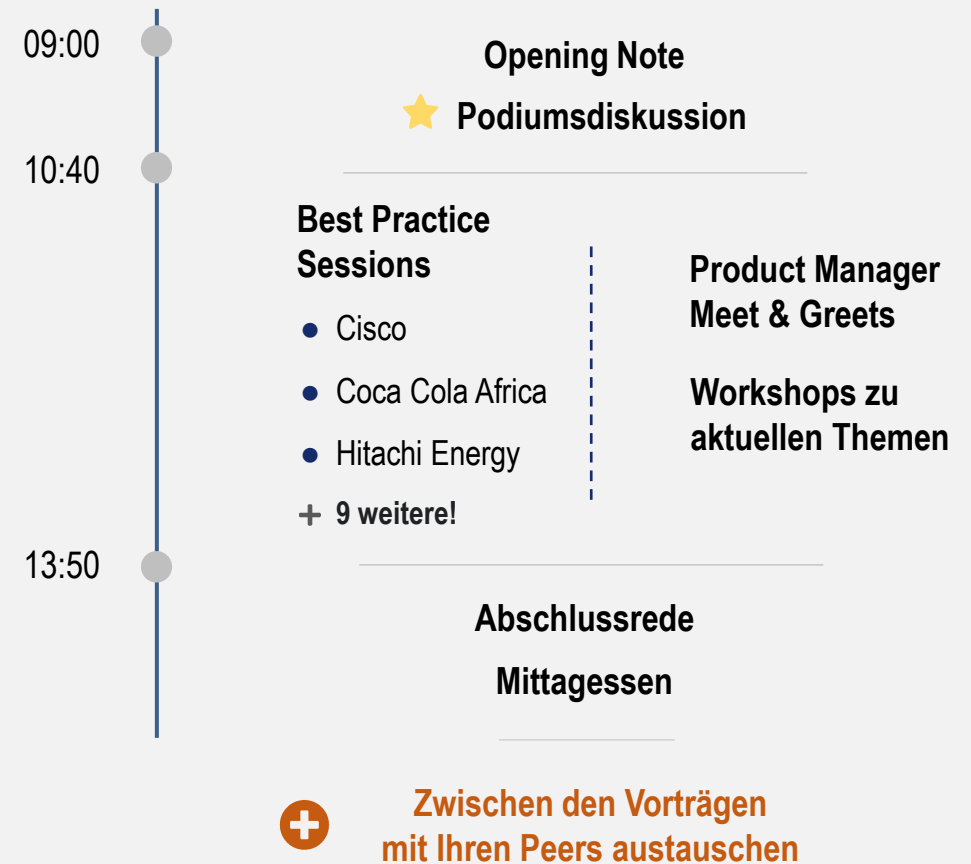 09:00
Opening Note
Podiumsdiskussion
10:40
Best Practice
Sessions
Cisco
Coca Cola Africa
Hitachi Energy
+ 9 weitere!
Product Manager
Meet & Greets
Workshops zu
aktuellen Themen
13:50
Abschlussrede
Mittagessen
Zwischen den Vorträgen
mit Ihren Peers austauschen